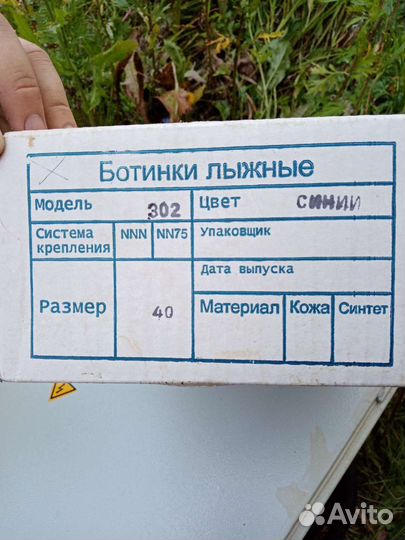 Ботинки лыжные
Модель 302 Цвет синий
Система крепления NNN NN75 Упаковщик
Дата выпуска
Размер 40 Материал Кожа Синтет
Avito